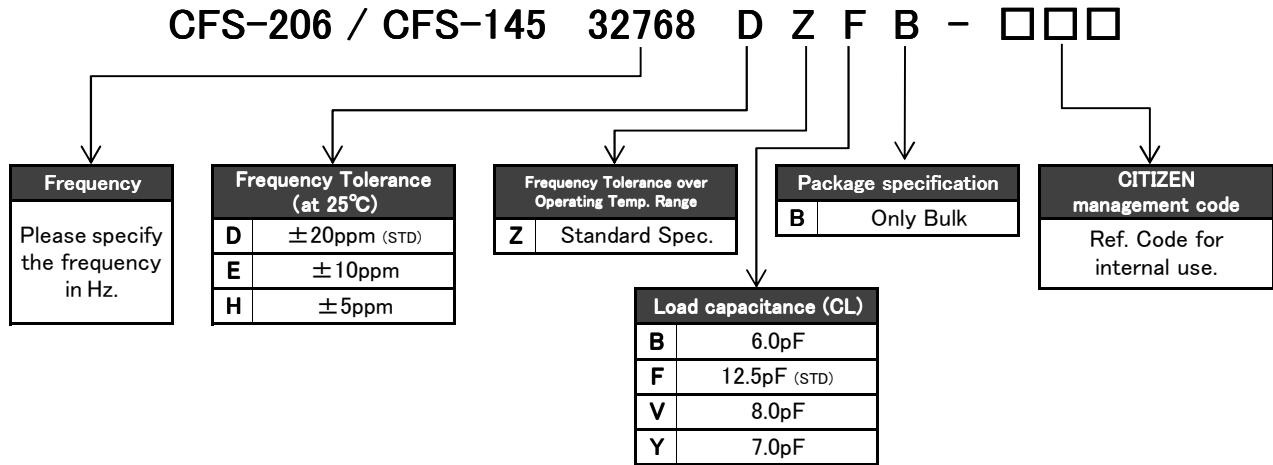 CFS-206 / CFS-145 32768 D Z F B - □□□
Frequency
Please specify
the frequency
in Hz.
Frequency Tolerance
(at 25℃)
D ±20ppm (STD)
E ±10ppm
H ±5ppm
Frequency Tolerance over
Operating Temp. Range
Z Standard Spec.
Load capacitance (CL)
B 6.0pF
F 12.5pF (STD)
V 8.0pF
Y 7.0pF
Package specification
B Only Bulk
CITIZEN
management code
Ref. Code for
internal use.